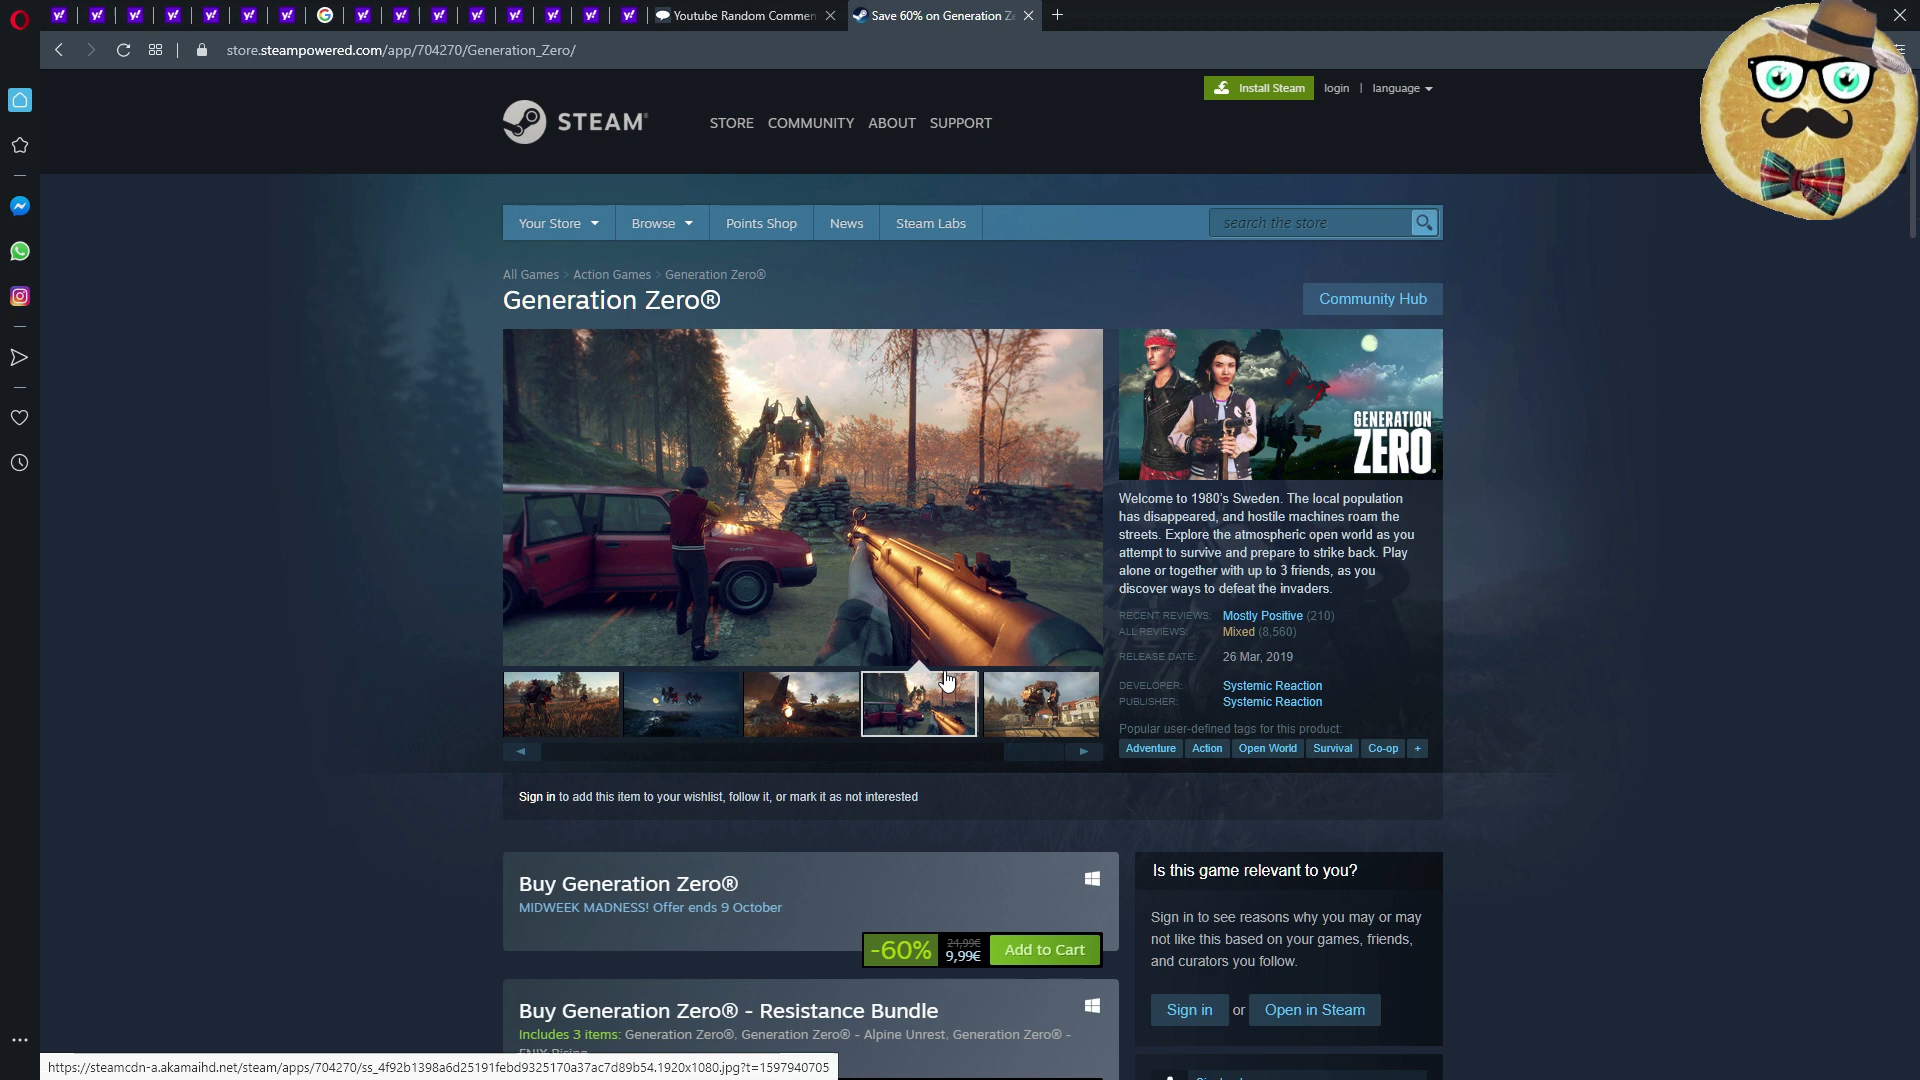 Youtube Random Commen
Save 60% on Generation Ze
store.steampowered.com/app/704270/Generation_Zero/
Install Steam
login
|
language
STEAM®
STORE
COMMUNITY
ABOUT
SUPPORT
Your Store
Browse
Points Shop
News
Steam Labs
search the store
All Games > Action Games > Generation Zero®
Generation Zero®
Community Hub
GENERATION
ZERO
Welcome to 1980's Sweden. The local population
has disappeared, and hostile machines roam the
streets. Explore the atmospheric open world as you
attempt to survive and prepare to strike back. Play
alone or together with up to 3 friends, as you
discover ways to defeat the invaders.
RECENT REVIEWS: Mostly Positive (210)
ALL REVIEWS: Mixed (8,560)
RELEASE DATE: 26 Mar, 2019
DEVELOPER: Systemic Reaction
PUBLISHER: Systemic Reaction
Popular user-defined tags for this product:
Adventure Action Open World Survival Co-op +
Sign in to add this item to your wishlist, follow it, or mark it as not interested
Buy Generation Zero®
MIDWEEK MADNESS! Offer ends 9 October
-60%
24,99€
9,99€
Add to Cart
Is this game relevant to you?
Sign in to see reasons why you may or may
not like this based on your games, friends,
and curators you follow.
Sign in or Open in Steam
Buy Generation Zero® - Resistance Bundle
Includes 3 items: Generation Zero®, Generation Zero® - Alpine Unrest, Generation Zero® -
FNIX Rising
https://steamcdn-a.akamaihd.net/steam/apps/704270/ss_4f92b1398a6d25191febd9325170a37ac7d89b54.1920x1080.jpg?t=1597940705